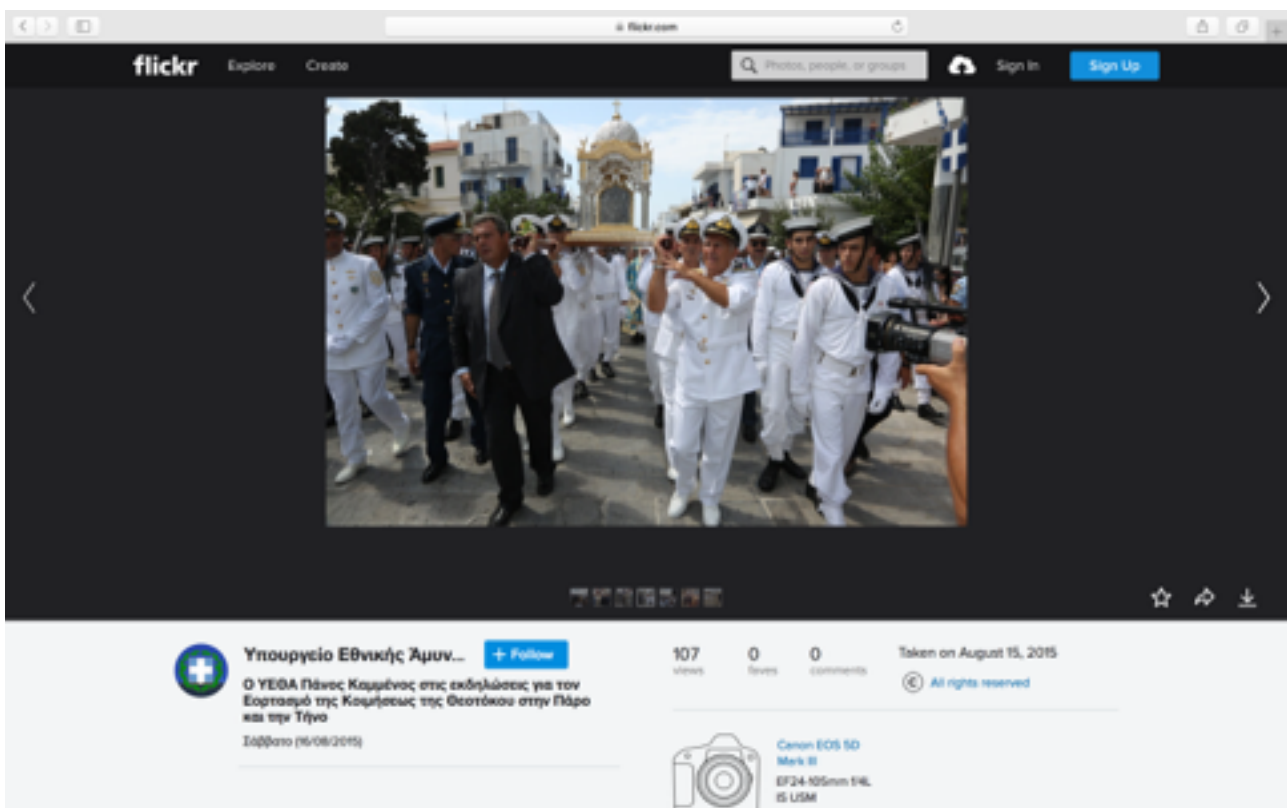 flickr.com
flickr
Explore
Create
Photos, people, or groups
Sign In
Sign Up
Υπουργείο Εθνικής Άμυν...
+ Follow
Ο ΥΕΘΑ Πάνος Καμμένος στις εκδηλώσεις για τον
Εορτασμό της Κοιμήσεως της Θεοτόκου στην Πάρο
και την Τήνο
Σάββατο (16/08/2015)
107
views
0
faves
0
comments
Taken on August 15, 2015
All rights reserved
Canon EOS 5D
Mark III
EF24-105mm f/4L
IS USM